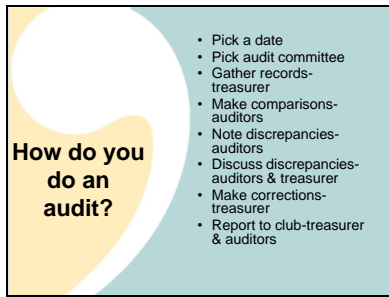 How do you
do an
audit?
• Pick a date
• Pick audit committee
• Gather records-
treasurer
• Make comparisons-
auditors
• Note discrepancies-
auditors
• Discuss discrepancies-
auditors & treasurer
• Make corrections-
treasurer
• Report to club-treasurer
& auditors